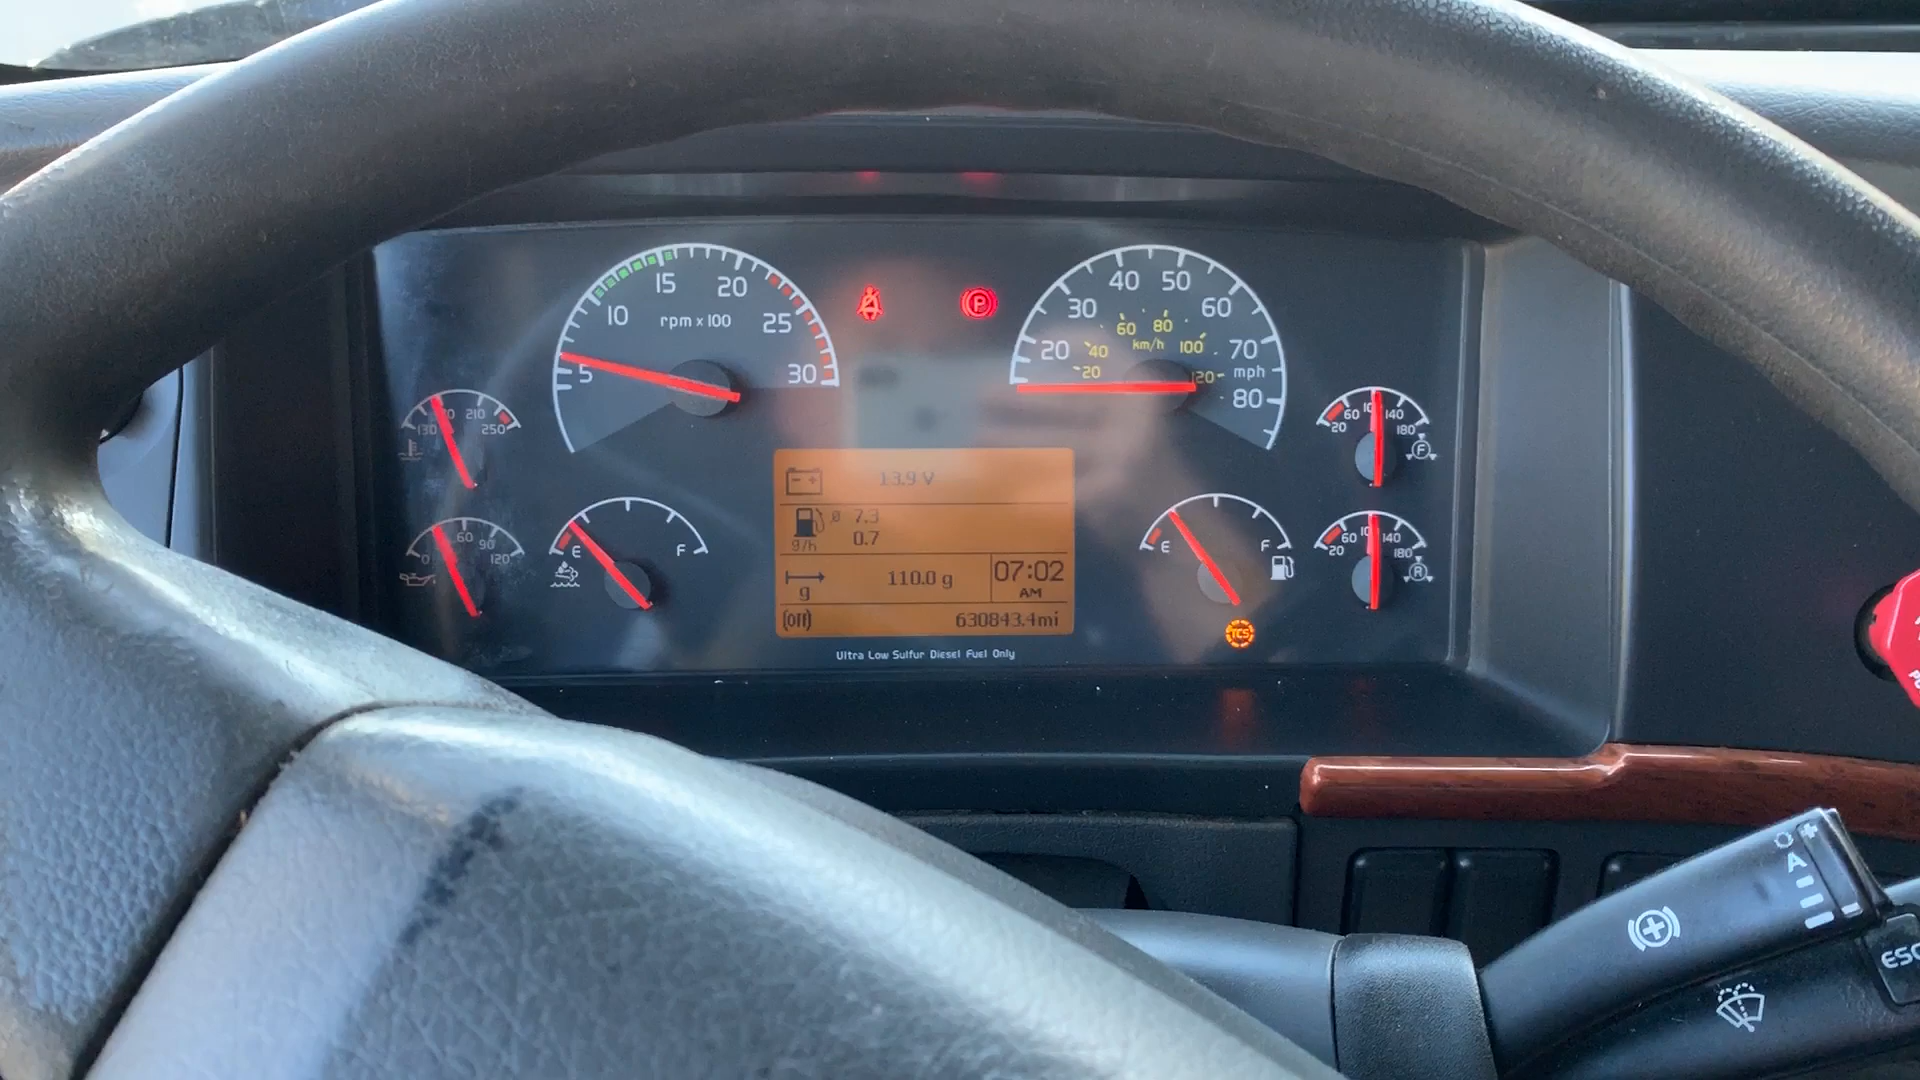 5 10 15 20 25 30
rpm x 100
P
20 30 40 50 60 70 80
mph
20 40 60 80 100 120
km/h
130 210 250
0 60 90 120
E F
13.9 V
ø 7.3
g/h 0.7
g 110.0 g
07:02
AM
(OFF) 630843.4mi
Ultra Low Sulfur Diesel Fuel Only
E F
TCS
20 60 140 180
F
20 60 140 180
R
A
ESC